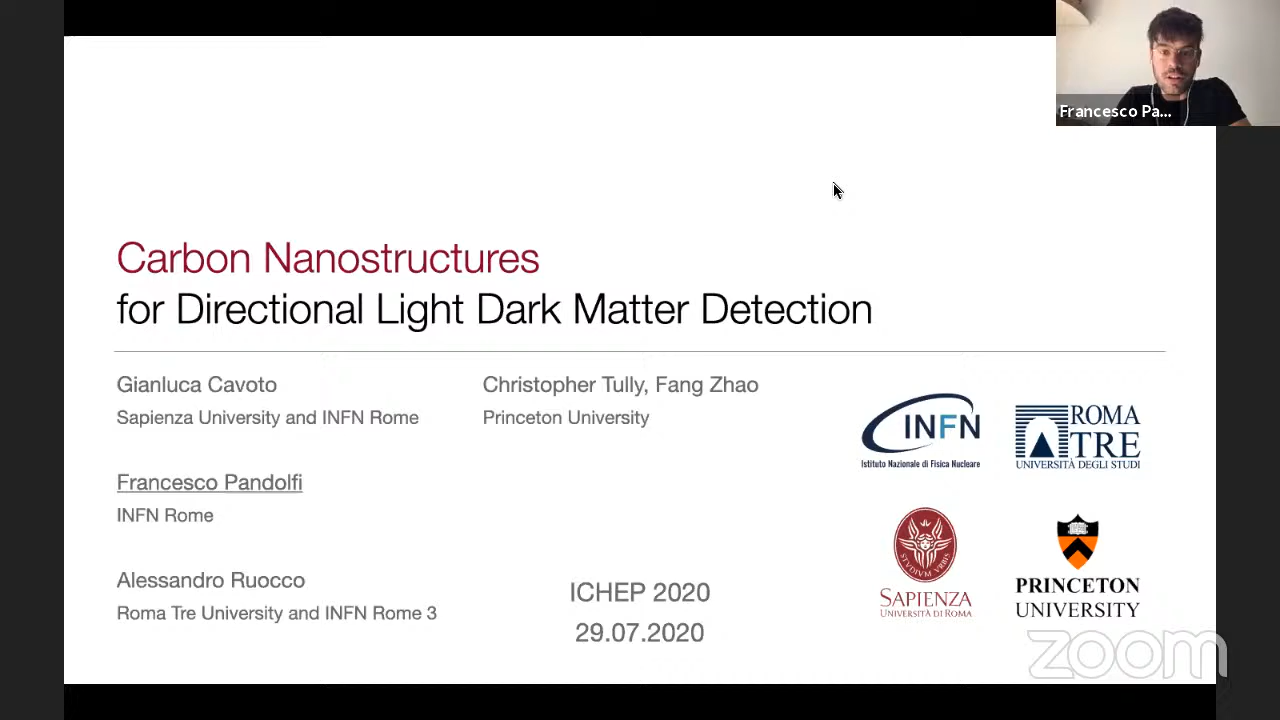 Francesco Pa...
Carbon Nanostructures
for Directional Light Dark Matter Detection
Gianluca Cavoto
Sapienza University and INFN Rome
Christopher Tully, Fang Zhao
Princeton University
Francesco Pandolfi
INFN Rome
Alessandro Ruocco
Roma Tre University and INFN Rome 3
ICHEP 2020
29.07.2020
INFN
Istituto Nazionale di Fisica Nucleare
ROMA
TRE
UNIVERSITÀ DEGLI STUDI
STVDIVM VRBIS
SAPIENZA
UNIVERSITÀ DI ROMA
PRINCETON
UNIVERSITY
zoom